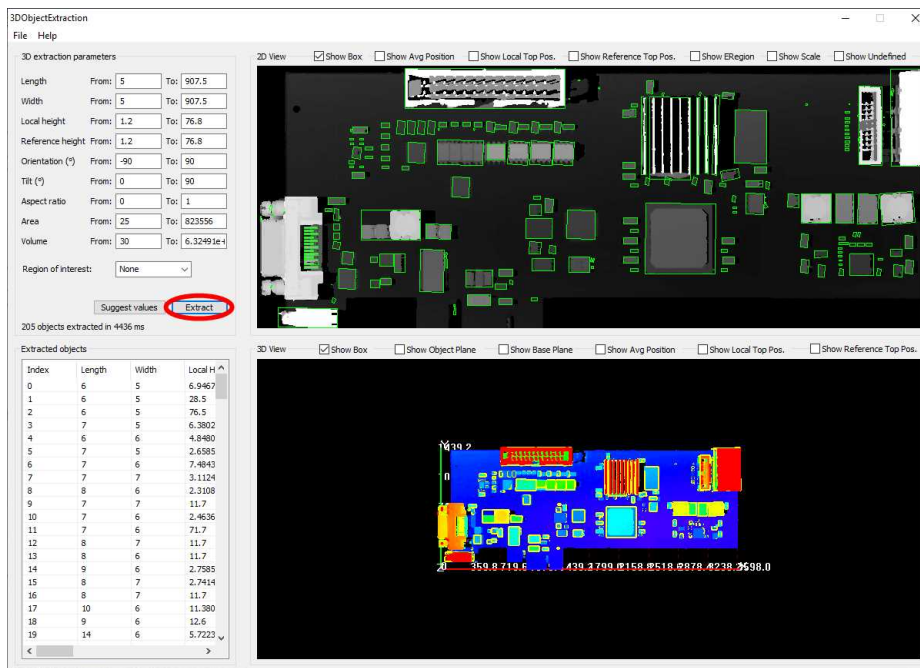 3DObjectExtraction
File Help
3D extraction parameters
Length From: 5 To: 907.5
Width From: 5 To: 907.5
Local height From: 1.2 To: 76.8
Reference height From: 1.2 To: 76.8
Orientation (°) From: -90 To: 90
Tilt (°) From: 0 To: 90
Aspect ratio From: 0 To: 1
Area From: 25 To: 823556
Volume From: 30 To: 6.32491e+
Region of interest: None
Suggest values Extract
205 objects extracted in 4436 ms
2D View Show Box Show Avg Position Show Local Top Pos. Show Reference Top Pos. Show ERegion Show Scale Show Undefined
Extracted objects
Index Length Width Local H
0 6 5 6.9467
1 6 5 28.5
2 6 5 76.5
3 7 5 6.3802
4 6 6 4.8480
5 7 5 2.6585
6 7 6 7.4843
7 7 7 3.1124
8 8 6 2.3108
9 7 7 11.7
10 7 6 2.4636
11 7 6 71.7
12 8 7 11.7
13 8 6 11.7
14 9 6 2.7585
15 8 7 2.7414
16 8 7 11.7
17 10 6 11.380
18 9 6 12.6
19 14 6 5.7223
3D View Show Box Show Object Plane Show Base Plane Show Avg Position Show Local Top Pos. Show Reference Top Pos.